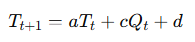 T_{t+1} = aT_t + cQ_t + d